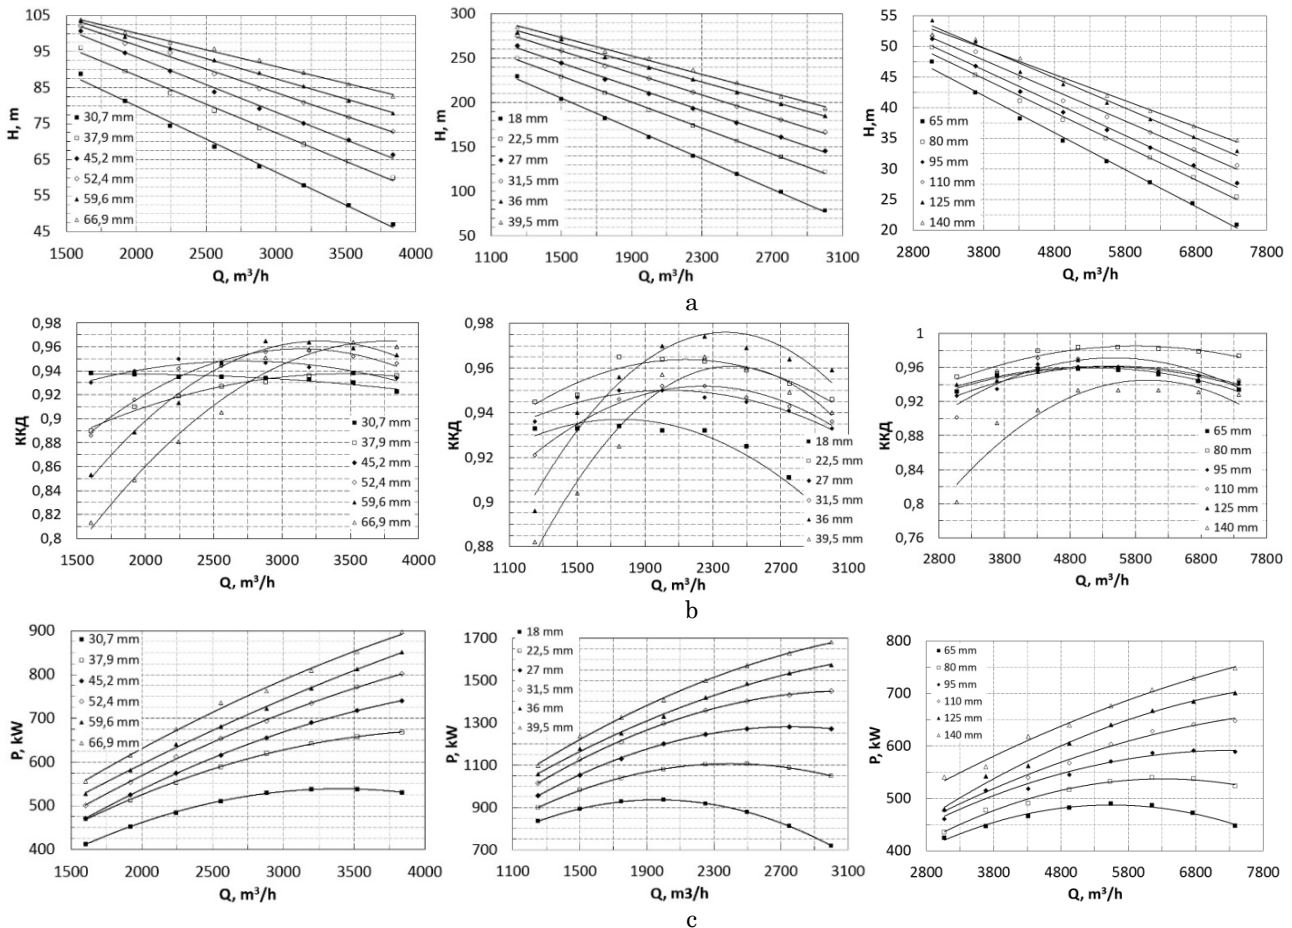 105
95
85
75
65
55
45
H, m
30,7 mm
37,9 mm
45,2 mm
52,4 mm
59,6 mm
66,9 mm
1500
2000
2500
3000
3500
4000
Q, m³/h
300
250
200
150
100
50
H, m
18 mm
22,5 mm
27 mm
31,5 mm
36 mm
39,5 mm
1100
1500
1900
2300
2700
3100
Q, m³/h
55
50
45
40
35
30
25
20
H,m
65 mm
80 mm
95 mm
110 mm
125 mm
140 mm
2800
3800
4800
5800
6800
7800
Q, m³/h
a
0,98
0,96
0,94
0,92
0,9
0,88
0,86
0,84
0,82
0,8
ККД
30,7 mm
37,9 mm
45,2 mm
52,4 mm
59,6 mm
66,9 mm
1500
2000
2500
3000
3500
4000
Q, m³/h
0,98
0,96
0,94
0,92
0,9
0,88
ККД
18 mm
22,5 mm
27 mm
31,5 mm
36 mm
39,5 mm
1100
1500
1900
2300
2700
3100
Q, m³/h
1
0,96
0,92
0,88
0,84
0,8
0,76
ККД
65 mm
80 mm
95 mm
110 mm
125 mm
140 mm
2800
3800
4800
5800
6800
7800
Q, m³/h
b
900
800
700
600
500
400
P, kW
30,7 mm
37,9 mm
45,2 mm
52,4 mm
59,6 mm
66,9 mm
1500
2000
2500
3000
3500
4000
Q, m³/h
1700
1500
1300
1100
900
700
P, kW
18 mm
22,5 mm
27 mm
31,5 mm
36 mm
39,5 mm
1100
1500
1900
2300
2700
3100
Q, m3/h
800
700
600
500
400
P, kW
65 mm
80 mm
95 mm
110 mm
125 mm
140 mm
2800
3800
4800
5800
6800
7800
Q, m³/h
c